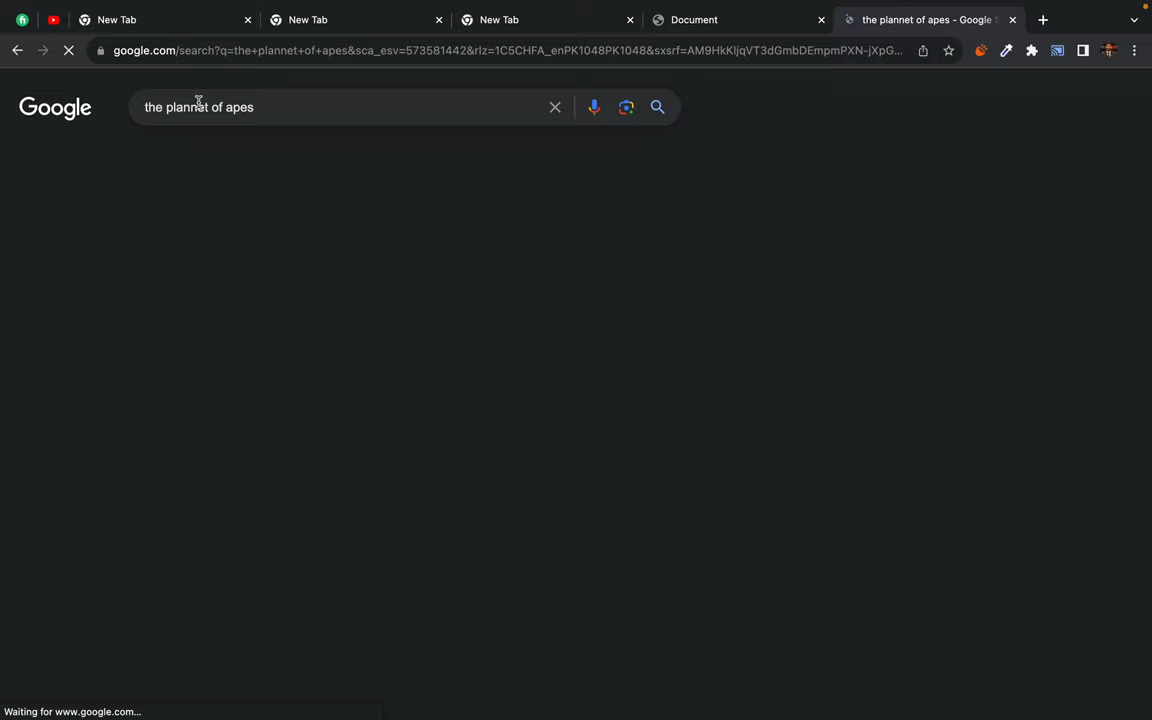 New Tab
New Tab
New Tab
Document
the plannet of apes - Google S
google.com/search?q=the+plannet+of+apes&sca_esv=573581442&rlz=1C5CHFA_enPK1048PK1048&sxsrf=AM9HkKljqVT3dGmbDEmpmPXN-jXpG...
Google
the plannet of apes
Waiting for www.google.com...